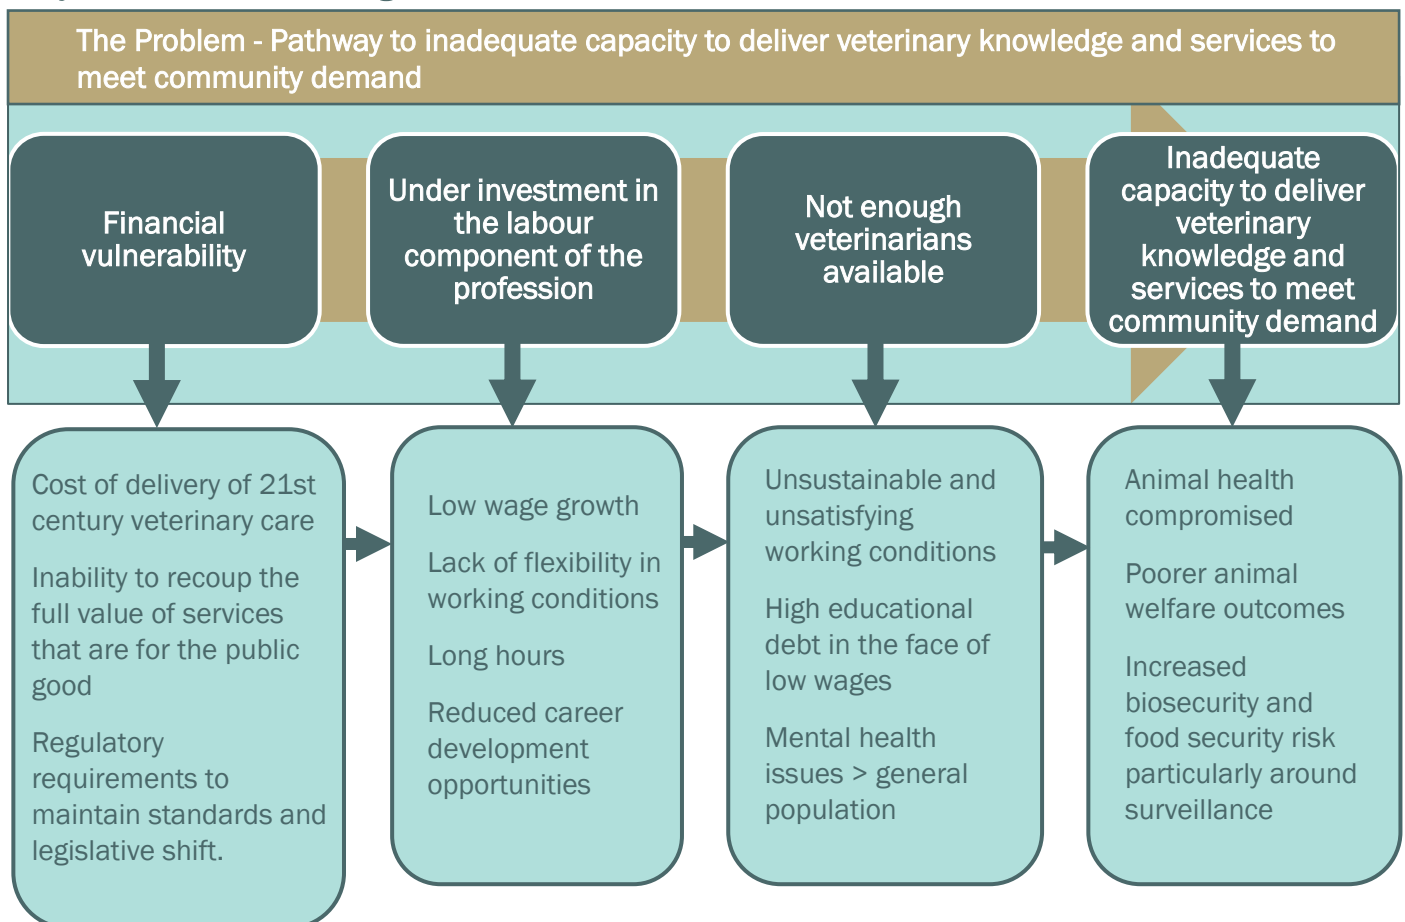 The Problem - Pathway to inadequate capacity to deliver veterinary knowledge and services to
meet community demand
Financial
vulnerability
Under investment in
the labour
component of the
profession
Not enough
veterinarians
available
Inadequate
capacity to deliver
veterinary
knowledge and
services to meet
community demand
Cost of delivery of 21st
century veterinary care
Inability to recoup the
full value of services
that are for the public
good
Regulatory
requirements to
maintain standards and
legislative shift.
Low wage growth
Lack of flexibility in
working conditions
Long hours
Reduced career
development
opportunities
Unsustainable and
unsatisfying
working conditions
High educational
debt in the face of
low wages
Mental health
issues > general
population
Animal health
compromised
Poorer animal
welfare outcomes
Increased
biosecurity and
food security risk
particularly around
surveillance